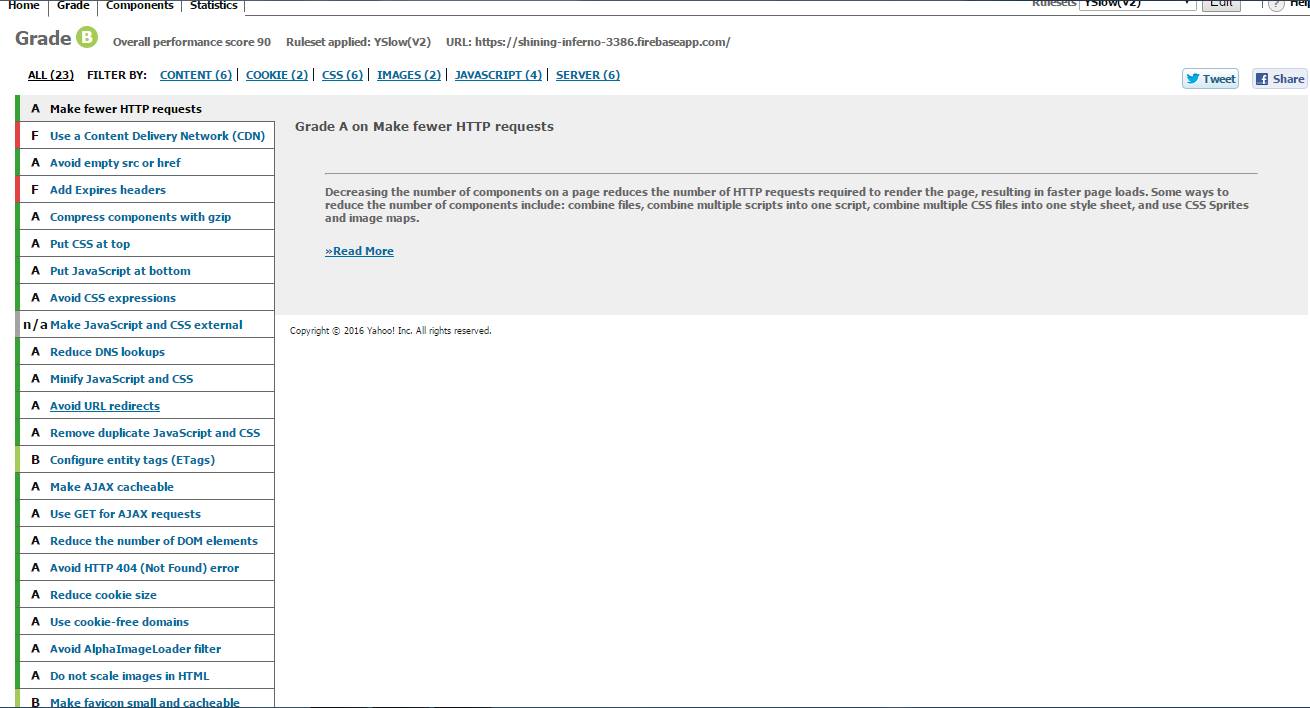 Home Grade Components Statistics Rulesets YSlow(V2) Edit ? Help
Grade B Overall performance score 90 Ruleset applied: YSlow(V2) URL: https://shining-inferno-3386.firebaseapp.com/
ALL (23) FILTER BY: CONTENT (6) | COOKIE (2) | CSS (6) | IMAGES (2) | JAVASCRIPT (4) | SERVER (6)
Tweet Share
A Make fewer HTTP requests
F Use a Content Delivery Network (CDN)
A Avoid empty src or href
F Add Expires headers
A Compress components with gzip
A Put CSS at top
A Put JavaScript at bottom
A Avoid CSS expressions
n/a Make JavaScript and CSS external
A Reduce DNS lookups
A Minify JavaScript and CSS
A Avoid URL redirects
A Remove duplicate JavaScript and CSS
B Configure entity tags (ETags)
A Make AJAX cacheable
A Use GET for AJAX requests
A Reduce the number of DOM elements
A Avoid HTTP 404 (Not Found) error
A Reduce cookie size
A Use cookie-free domains
A Avoid AlphaImageLoader filter
A Do not scale images in HTML
B Make favicon small and cacheable
Grade A on Make fewer HTTP requests
Decreasing the number of components on a page reduces the number of HTTP requests required to render the page, resulting in faster page loads. Some ways to
reduce the number of components include: combine files, combine multiple scripts into one script, combine multiple CSS files into one style sheet, and use CSS Sprites
and image maps.
»Read More
Copyright © 2016 Yahoo! Inc. All rights reserved.